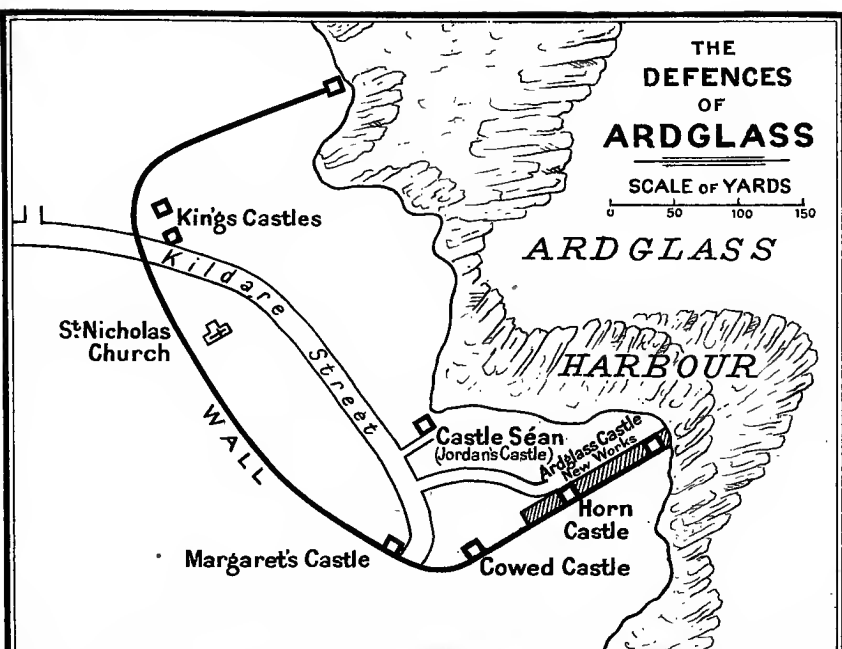 THE
DEFENCES
OF
ARDGLASS
SCALE OF YARDS
0 50 100 150
ARDGLASS
HARBOUR
King's Castles
Kildare Street
St. Nicholas
Church
WALL
Castle Séan
(Jordan's Castle)
Ardglass Castle
New Works
Horn
Castle
Margaret's Castle
Cowed Castle